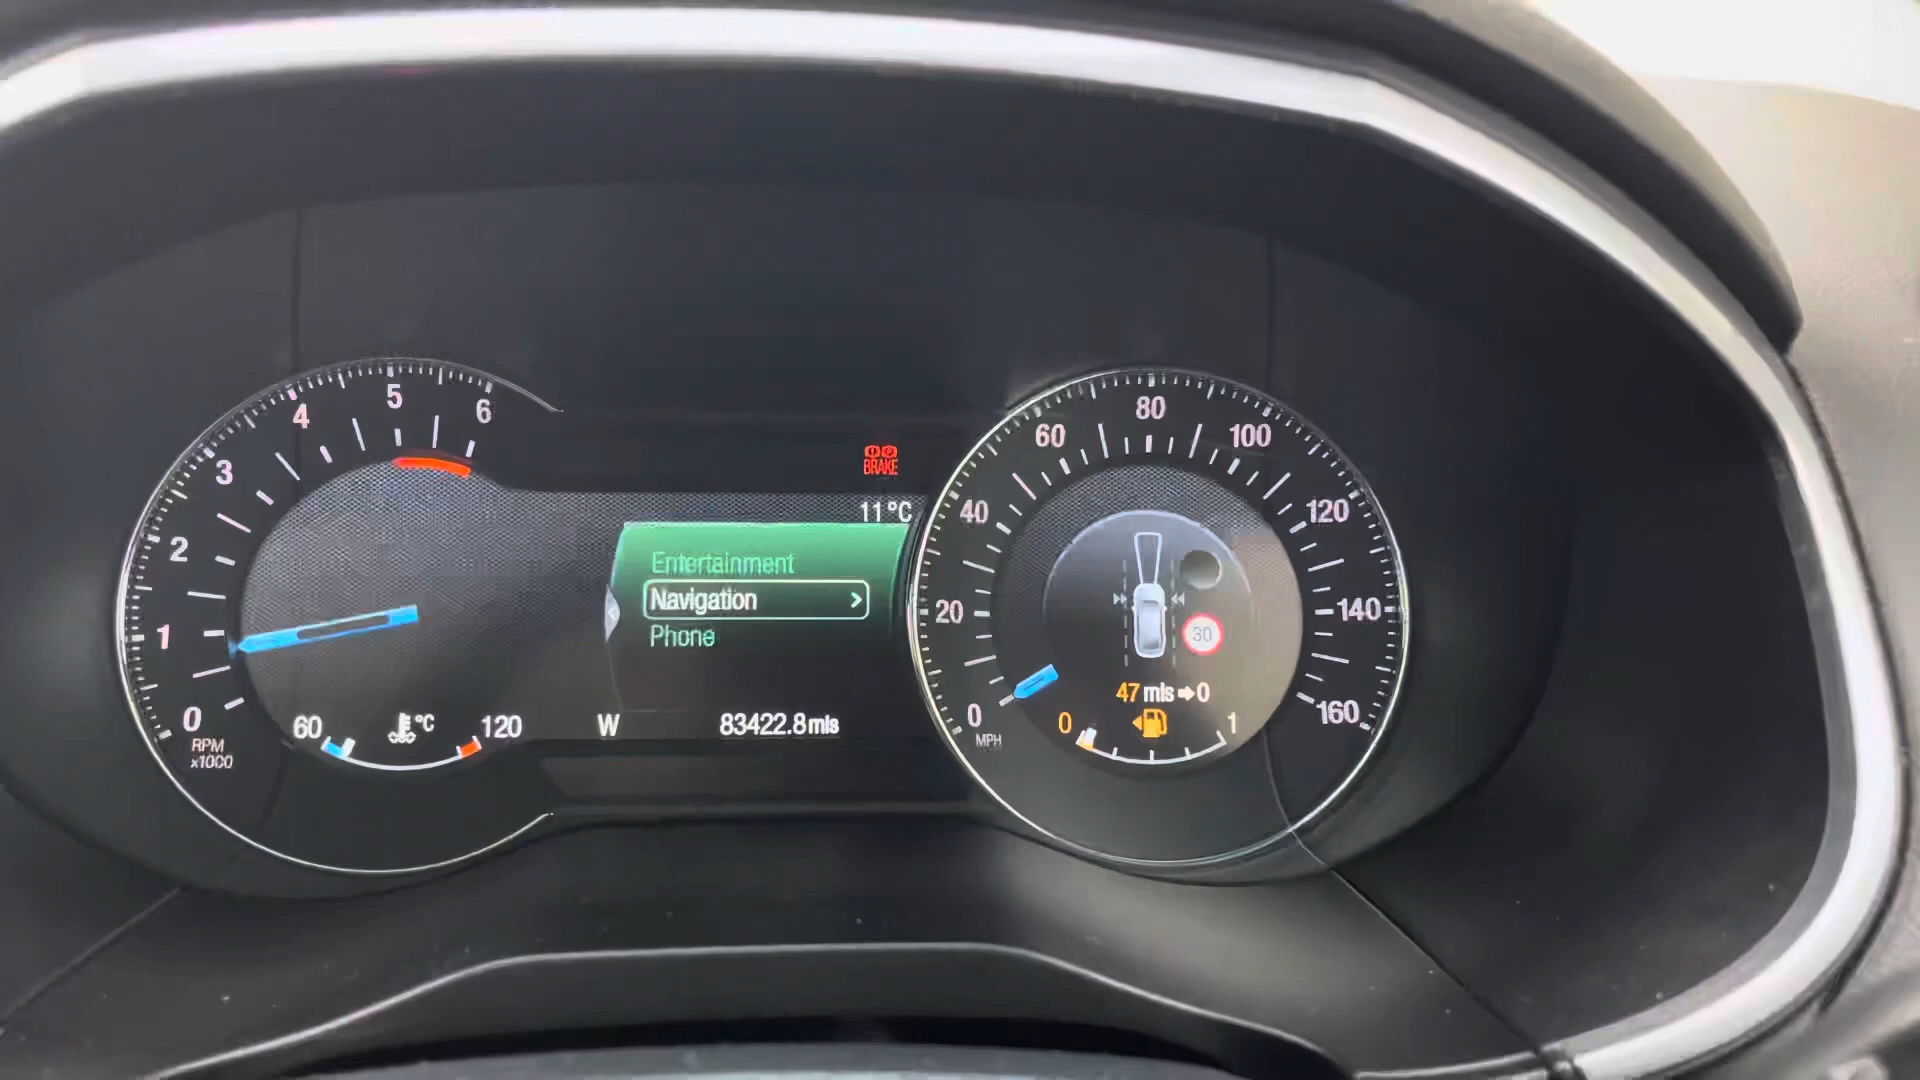 0
1
2
3
4
5
6
RPM
x1000
60
°C
120
BRAKE
11°C
Entertainment
Navigation >
Phone
W
83422.8mls
0
20
40
60
80
100
120
140
160
MPH
30
47 mls 0
0
1